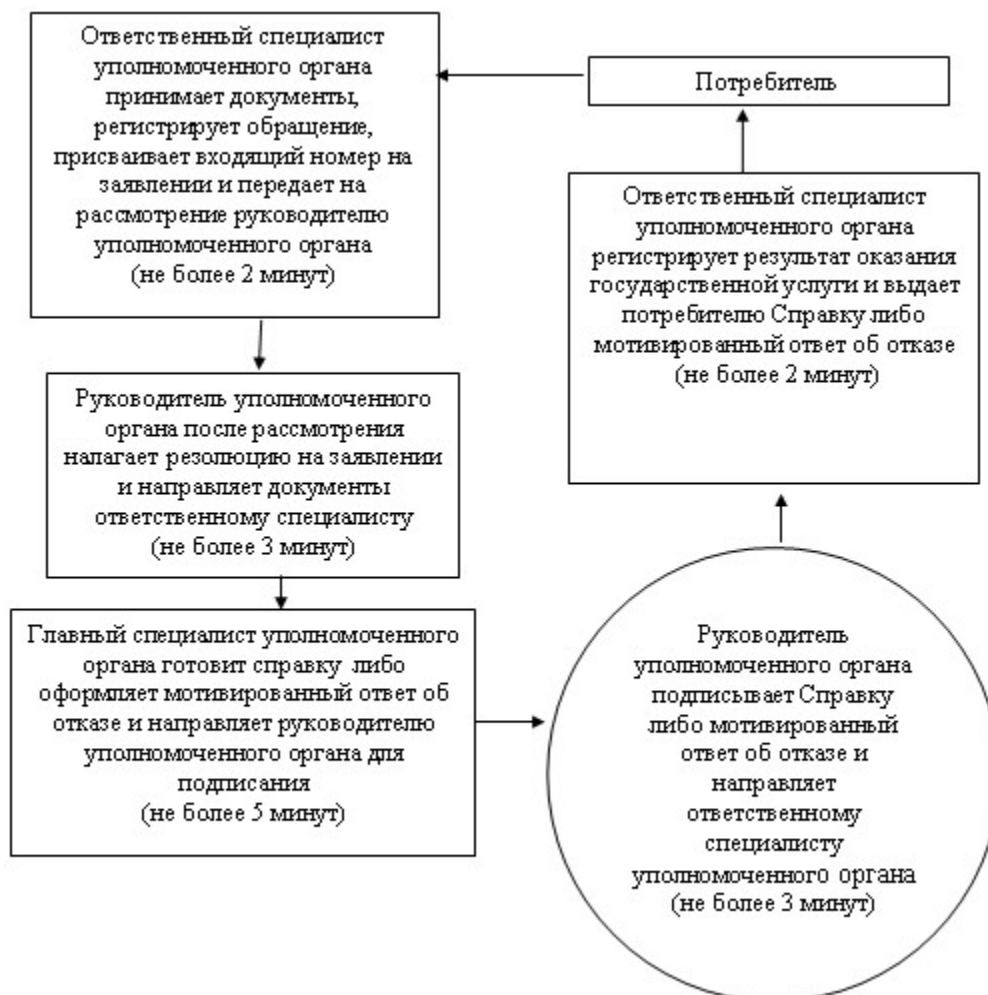 Ответственный специалист
уполномоченного органа
принимает документы,
регистрирует обращение,
присваивает входящий номер на
заявлении и передает на
рассмотрение руководителю
уполномоченного органа
(не более 2 минут)
Потребитель
Ответственный специалист
уполномоченного органа
регистрирует результат оказания
государственной услуги и выдает
потребителю Справку либо
мотивированный ответ об отказе
(не более 2 минут)
Руководитель уполномоченного
органа после рассмотрения
налагает резолюцию на заявлении
и направляет документы
ответственному специалисту
(не более 3 минут)
Главный специалист уполномоченного
органа готовит справку либо
оформляет мотивированный ответ об
отказе и направляет руководителю
уполномоченного органа для
подписания
(не более 5 минут)
Руководитель
уполномоченного органа
подписывает Справку
либо мотивированный
ответ об отказе и
направляет
ответственному
специалисту
уполномоченного органа
(не более 3 минут)